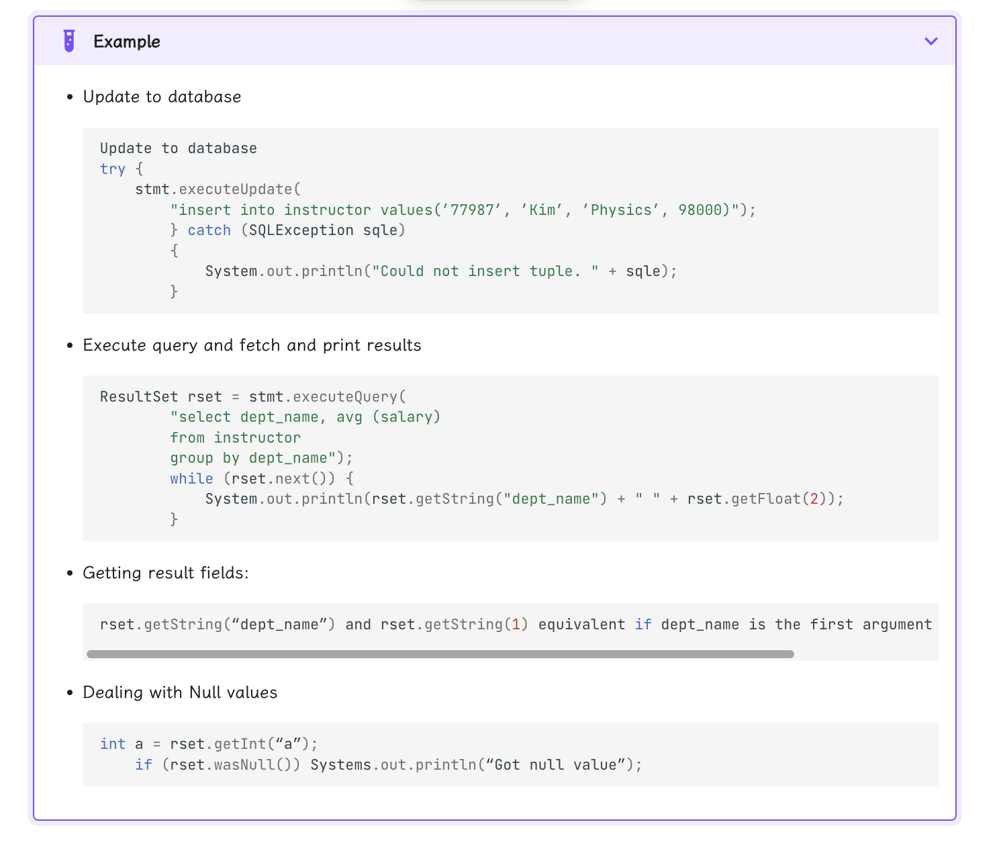 Example
• Update to database
Update to database
try {
    stmt.executeUpdate(
        "insert into instructor values(’77987’, ’Kim’, ’Physics’, 98000)");
        } catch (SQLException sqle)
        {
            System.out.println("Could not insert tuple. " + sqle);
        }
• Execute query and fetch and print results
ResultSet rset = stmt.executeQuery(
        "select dept_name, avg (salary)
        from instructor
        group by dept_name");
        while (rset.next()) {
            System.out.println(rset.getString("dept_name") + " " + rset.getFloat(2));
        }
• Getting result fields:
rset.getString(“dept_name”) and rset.getString(1) equivalent if dept_name is the first argument
• Dealing with Null values
int a = rset.getInt(“a”);
    if (rset.wasNull()) Systems.out.println(“Got null value”);